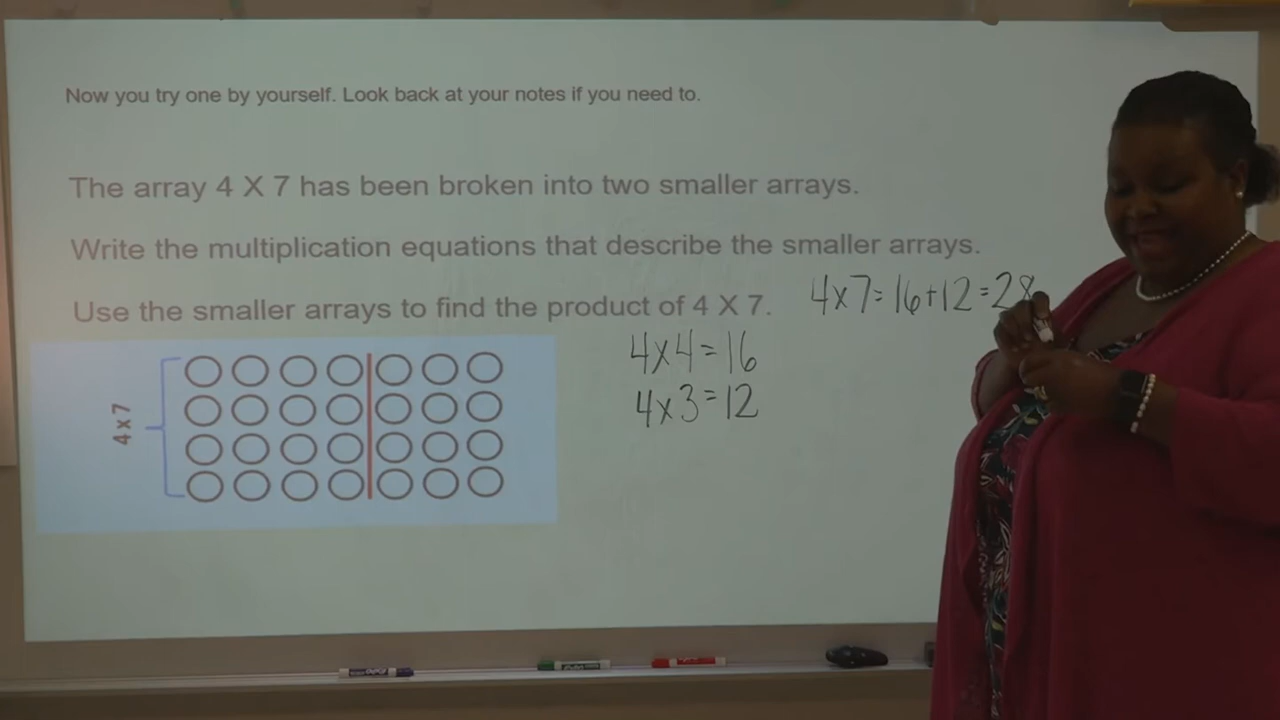 Now you try one by yourself. Look back at your notes if you need to.
The array 4 X 7 has been broken into two smaller arrays.
Write the multiplication equations that describe the smaller arrays.
Use the smaller arrays to find the product of 4 X 7.
4x7=16+12=28
4x4=16
4x3=12
4 x 7